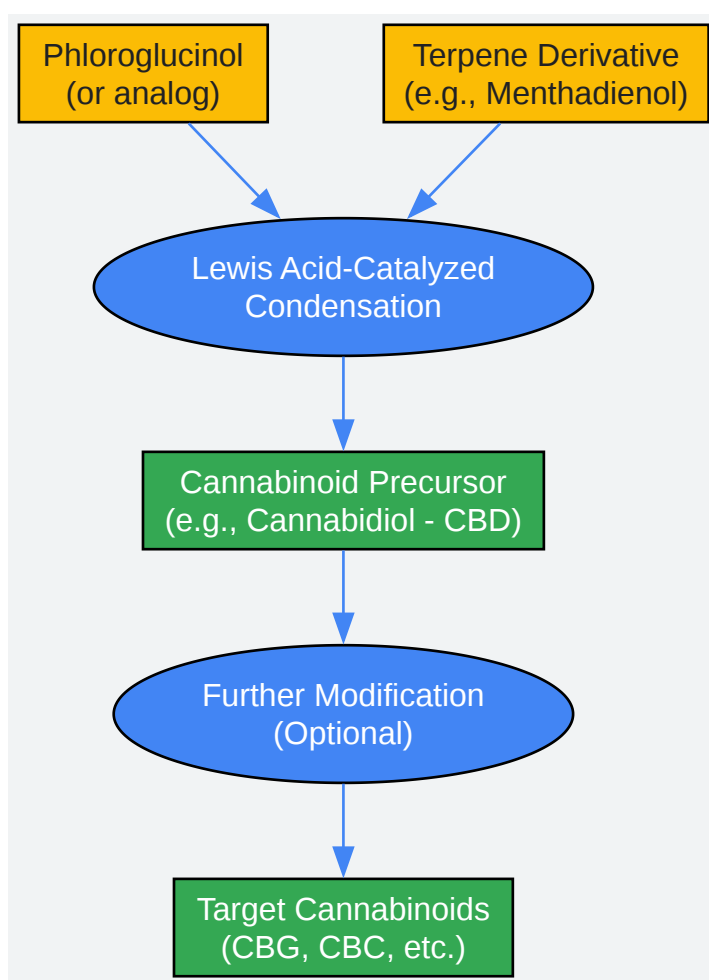 Phloroglucinol
(or analog)
Terpene Derivative
(e.g., Menthadienol)
Lewis Acid-Catalyzed
Condensation
Cannabinoid Precursor
(e.g., Cannabidiol - CBD)
Further Modification
(Optional)
Target Cannabinoids
(CBG, CBC, etc.)